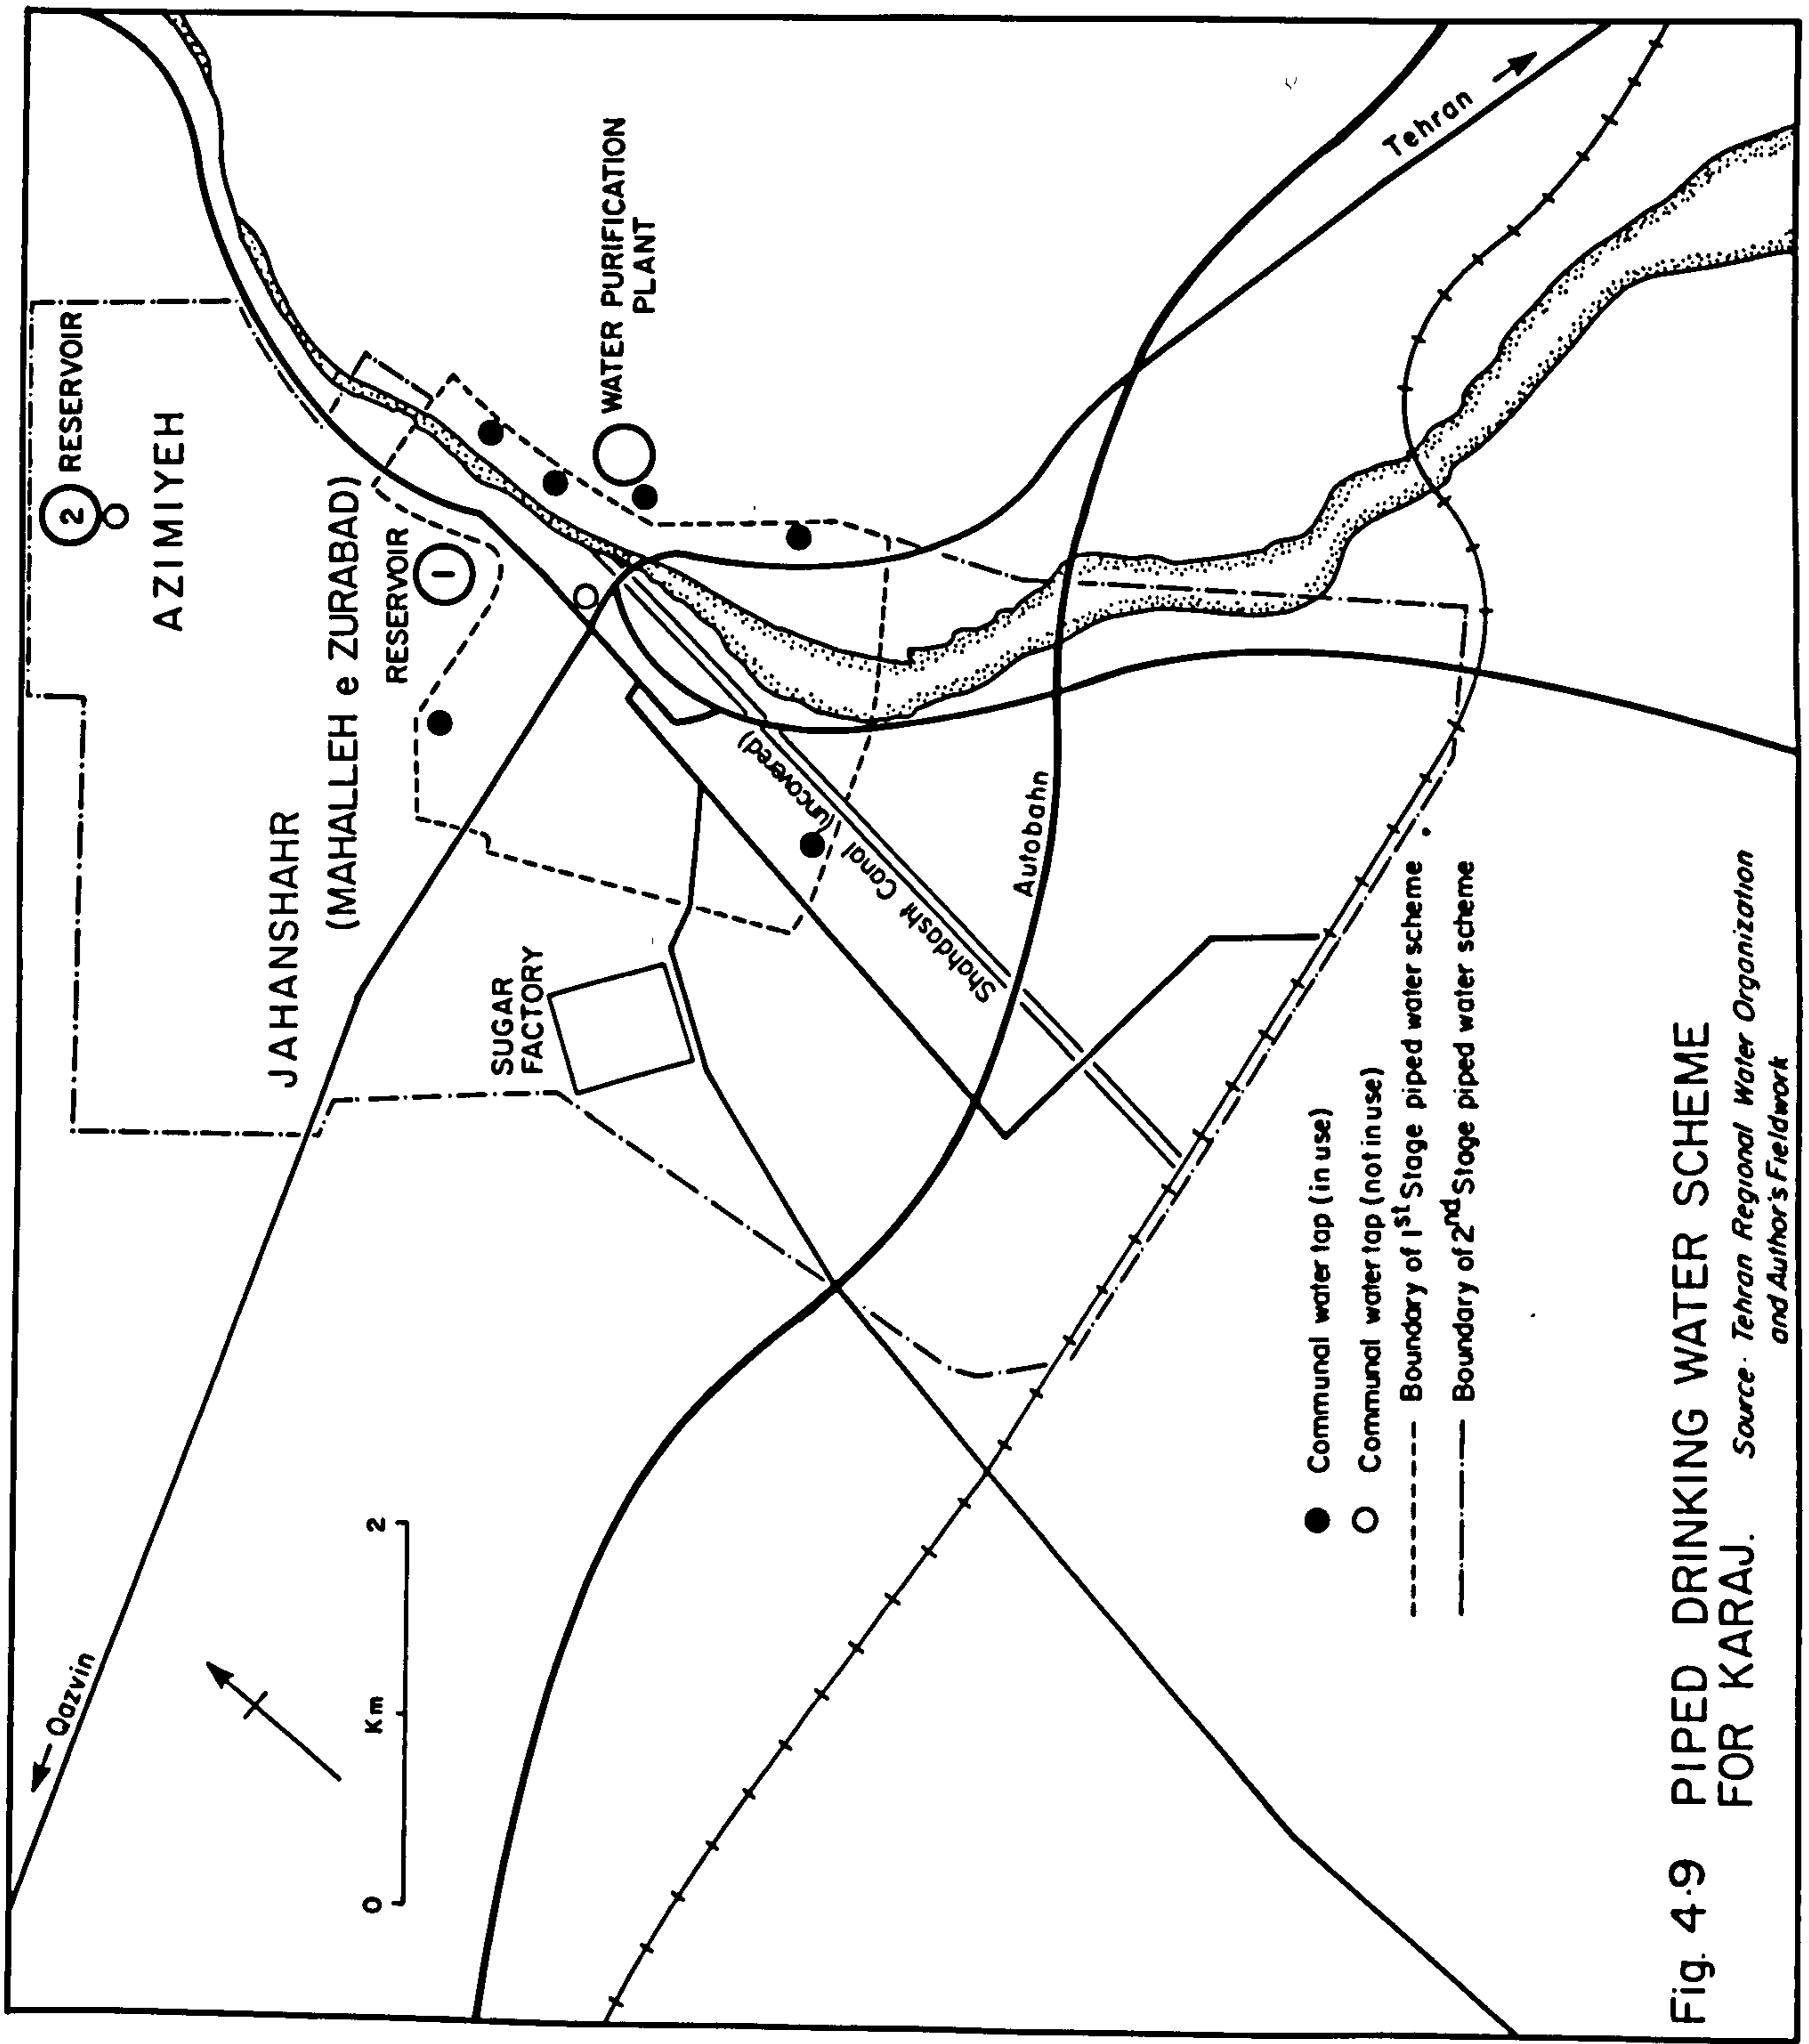 ← Qazvin
0 Km 2
JAHANSHAHR
(MAHALLEH e ZURABAD)
AZIMIYEH
2 RESERVOIR
RESERVOIR
1
SUGAR
FACTORY
WATER PURIFICATION
PLANT
Shahdasht Canal (uncovered)
Autobahn
Tehran →
Communal water tap (in use)
Communal water tap (not in use)
Boundary of 1st Stage piped water scheme
Boundary of 2nd Stage piped water scheme
Fig. 4·9 PIPED DRINKING WATER SCHEME
FOR KARAJ. Source· Tehran Regional Water Organization
and Author's Fieldwork